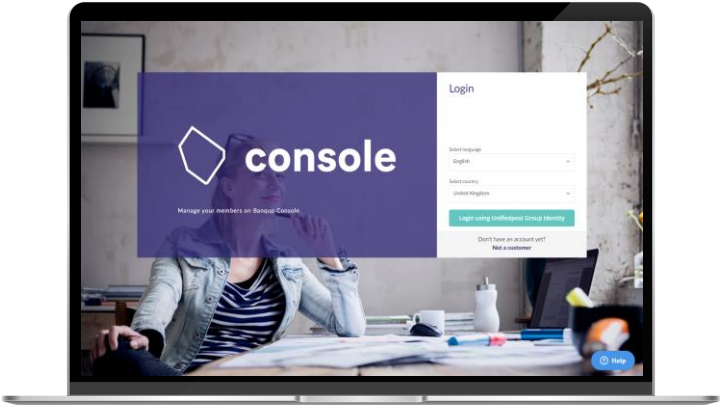 console
Manage your members on Banqup Console
Login
Select language
English
Select country
United Kingdom
Login using Unifiedpost Group Identity
Don't have an account yet?
Not a customer
Help